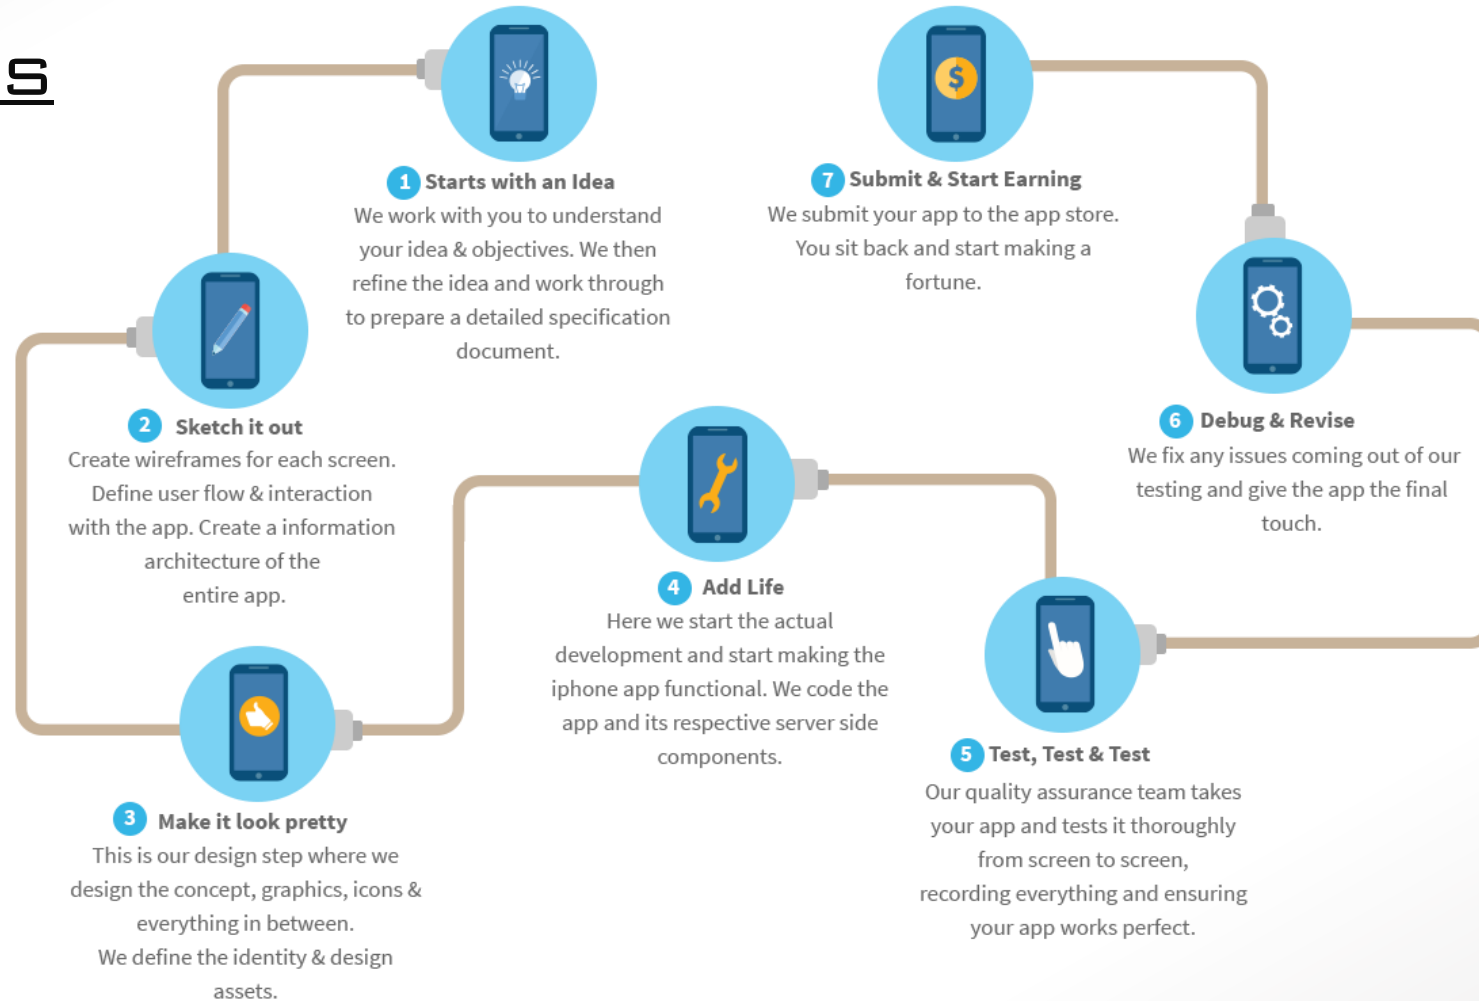 S
1 Starts with an Idea
We work with you to understand
your idea & objectives. We then
refine the idea and work through
to prepare a detailed specification
document.
2 Sketch it out
Create wireframes for each screen.
Define user flow & interaction
with the app. Create a information
architecture of the
entire app.
3 Make it look pretty
This is our design step where we
design the concept, graphics, icons &
everything in between.
We define the identity & design
assets.
4 Add Life
Here we start the actual
development and start making the
iphone app functional. We code the
app and its respective server side
components.
5 Test, Test & Test
Our quality assurance team takes
your app and tests it thoroughly
from screen to screen,
recording everything and ensuring
your app works perfect.
6 Debug & Revise
We fix any issues coming out of our
testing and give the app the final
touch.
$
7 Submit & Start Earning
We submit your app to the app store.
You sit back and start making a
fortune.